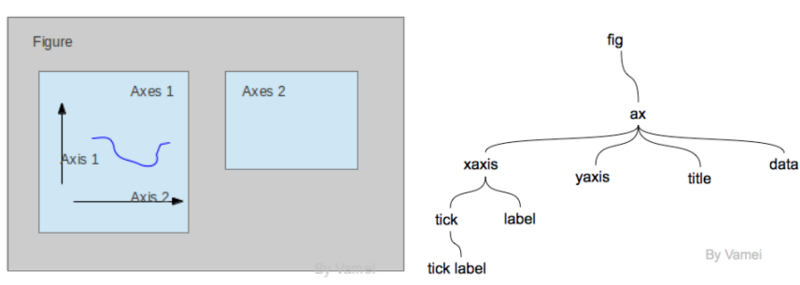 Figure
Axes 1
Axes 2
Axis 1
Axis 2
By Vamei
fig
ax
xaxis
yaxis
title
data
tick
label
tick label
By Vamei